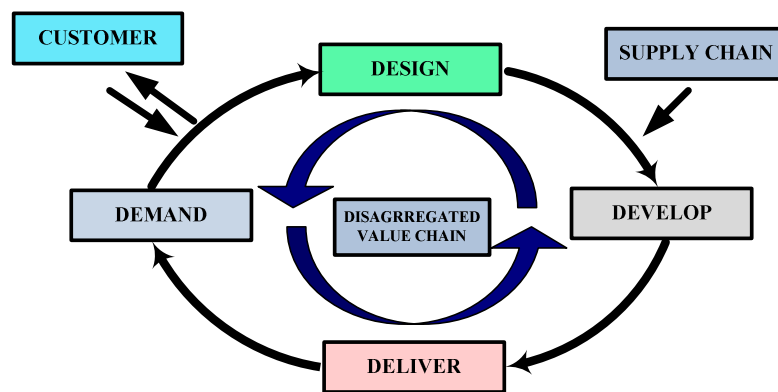 CUSTOMER
DESIGN
SUPPLY CHAIN
DEMAND
DISAGRREGATED
VALUE CHAIN
DEVELOP
DELIVER